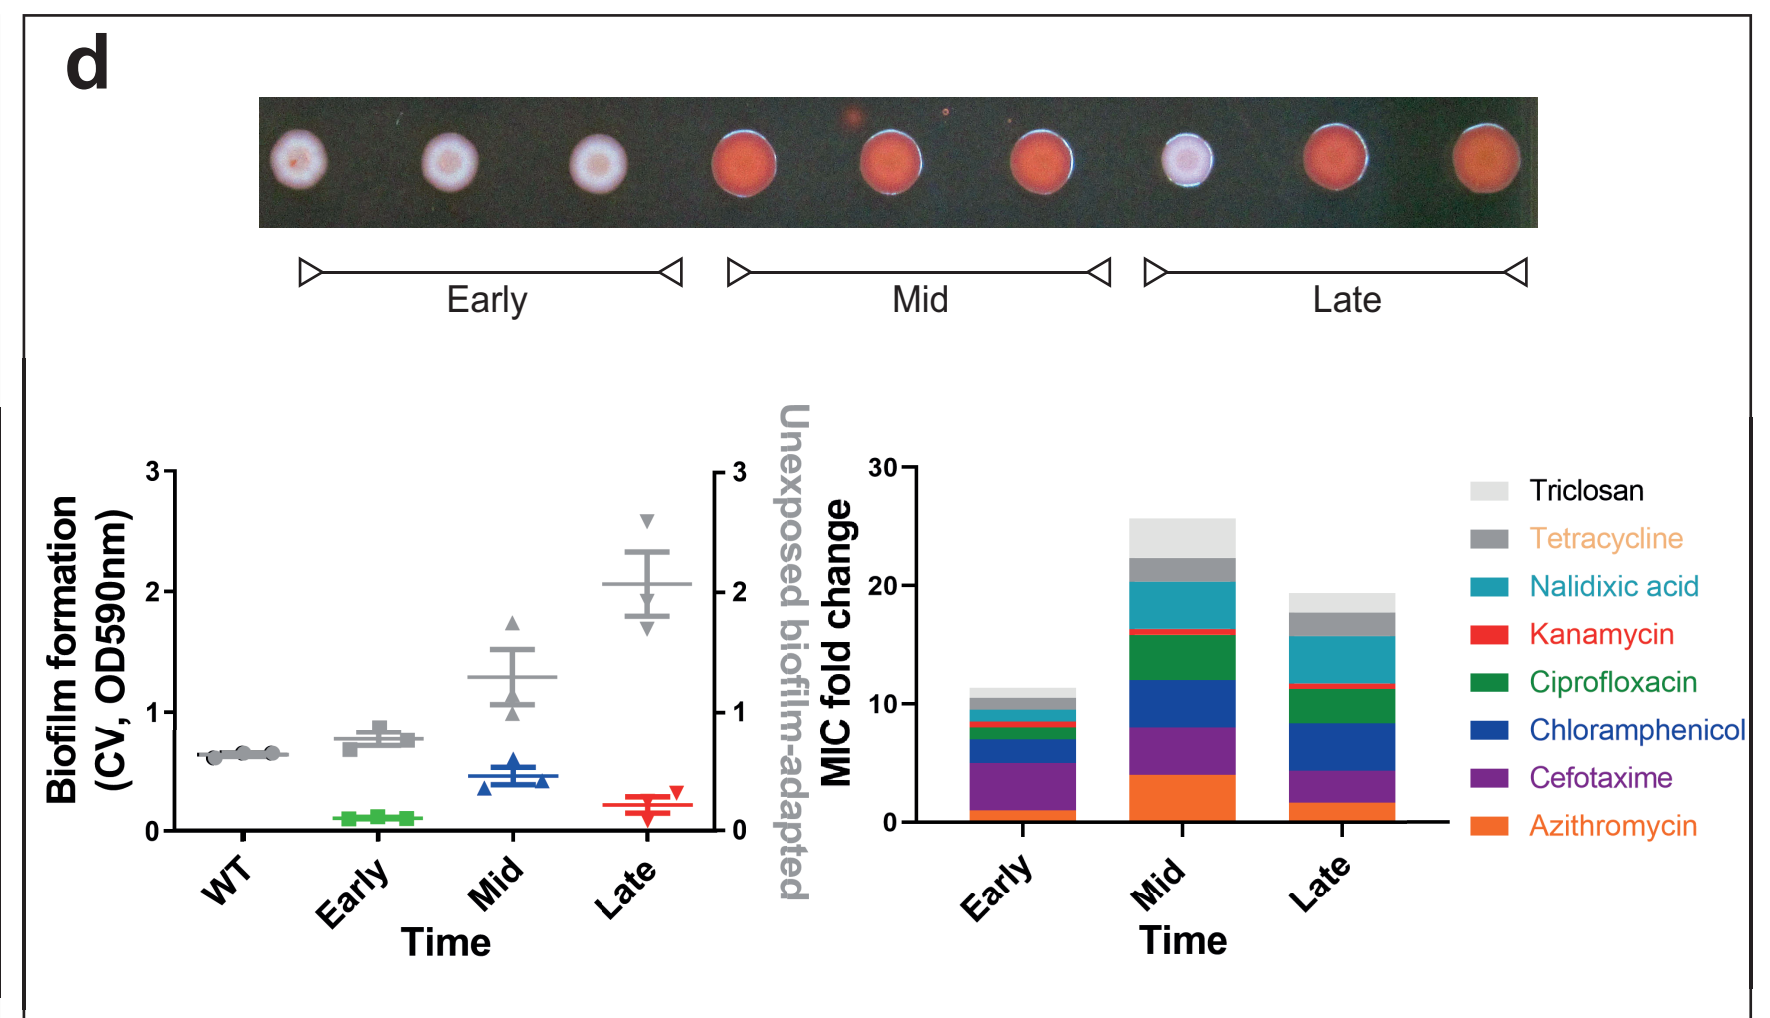 d
Early
Mid
Late
Biofilm formation
(CV, OD590nm)
3
2
1
0
WT
Early
Mid
Late
Time
3
2
1
0
Unexposed biofilm-adapted
MIC fold change
30
20
10
0
Early
Mid
Late
Time
Triclosan
Tetracycline
Nalidixic acid
Kanamycin
Ciprofloxacin
Chloramphenicol
Cefotaxime
Azithromycin